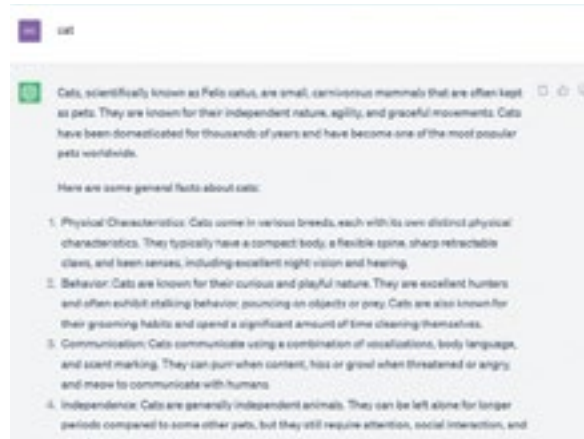 cat
Cats, scientifically known as Felis catus, are small, carnivorous mammals that are often kept
as pets. They are known for their independent nature, agility, and graceful movements. Cats
have been domesticated for thousands of years and have become one of the most popular
pets worldwide.
Here are some general facts about cats:
1. Physical Characteristics: Cats come in various breeds, each with its own distinct physical
characteristics. They typically have a compact body, a flexible spine, sharp retractable
claws, and keen senses, including excellent night vision and hearing.
2. Behavior: Cats are known for their curious and playful nature. They are excellent hunters
and often exhibit stalking behavior, pouncing on objects or prey. Cats are also known for
their grooming habits and spend a significant amount of time cleaning themselves.
3. Communication: Cats communicate using a combination of vocalizations, body language,
and scent marking. They can purr when content, hiss or growl when threatened or angry,
and meow to communicate with humans.
4. Independence: Cats are generally independent animals. They can be left alone for longer
periods compared to some other pets, but they still require attention, social interaction, and